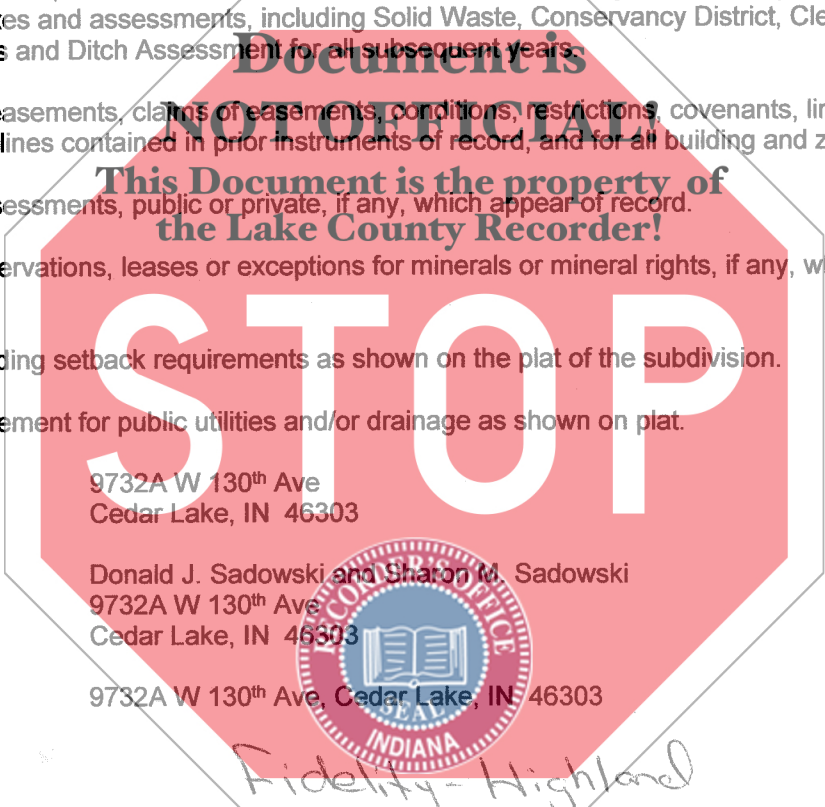 es and assessments, including Solid Waste, Conservancy District, Cle
s and Ditch Assessment for all subsequent years.
Document is
easements, claims of easements, conditions, restrictions, covenants, lin
NOT OFFICIAL!
lines contained in prior instruments of record, and for all building and z
This Document is the property of
sessments, public or private, if any, which appear of record.
the Lake County Recorder!
ervations, leases or exceptions for minerals or mineral rights, if any, w
STOP
ding setback requirements as shown on the plat of the subdivision.
ement for public utilities and/or drainage as shown on plat.
9732A W 130th Ave
Cedar Lake, IN 46303
Donald J. Sadowski and Sharon M. Sadowski
9732A W 130th Ave
Cedar Lake, IN 46303
RECORDER'S OFFICE
9732A W 130th Ave, Cedar Lake, IN 46303
SEAL
INDIANA
Fidelity - Highland